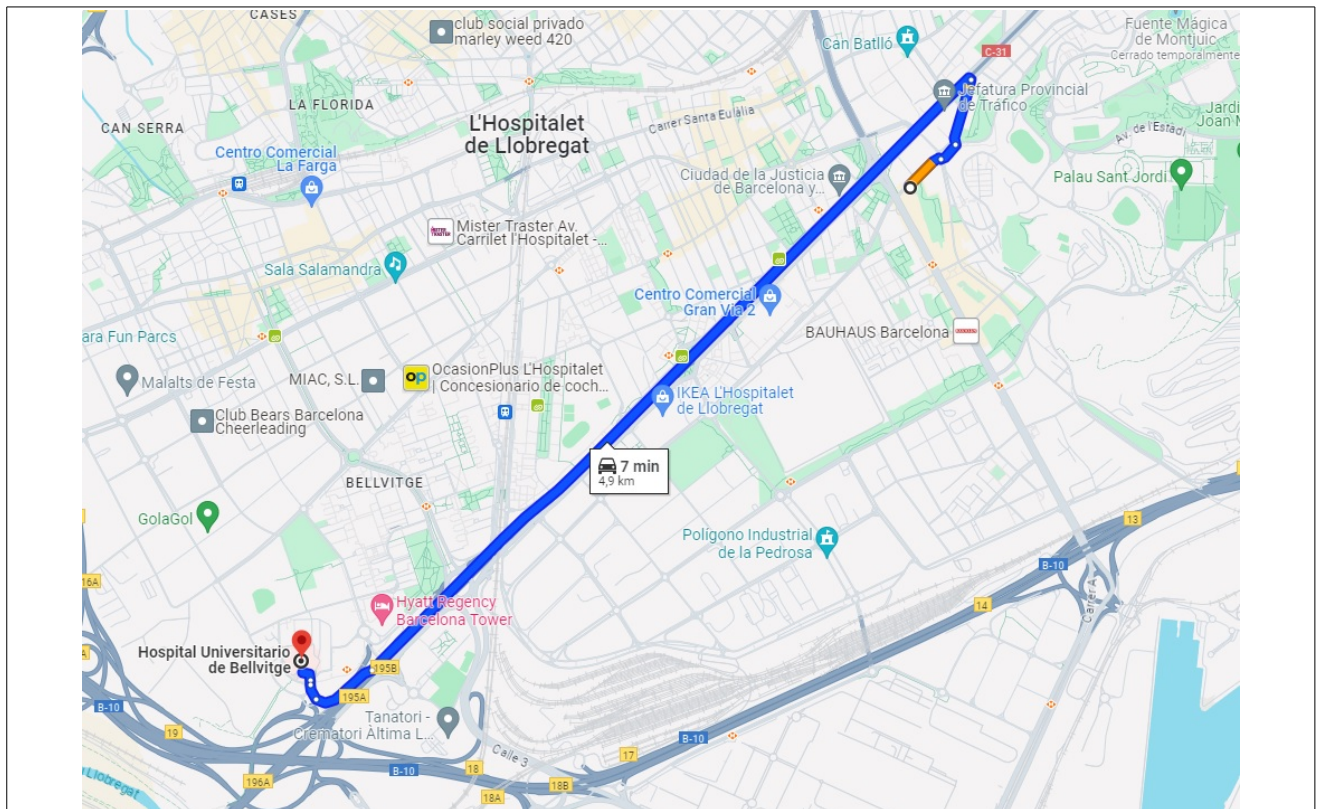 CASES
club social privado
marley weed 420
Can Batlló
Fuente Mágica
de Montjuic
Cerrado temporalmente
C-31
LA FLORIDA
Jefatura Provincial
de Tráfico
L'Hospitalet
de Llobregat
Carrer Santa Eulàlia
CAN SERRA
Jardi
Joan M
Av. de l'Estadi
Centro Comercial
La Farga
Ciudad de la Justicia
de Barcelona y...
Palau Sant Jordi
MISTER
TRASTER
Mister Traster Av.
Carrilet l'Hospitalet -...
Sala Salamandra
Centro Comercial
Gran Via 2
BAUHAUS Barcelona
ara Fun Parcs
Malalts de Festa
MIAC, S.L.
op
OcasionPlus L'Hospitalet
| Concesionario de coch...
IKEA L'Hospitalet
de Llobregat
Club Bears Barcelona
Cheerleading
7 min
4,9 km
BELLVITGE
GolaGol
Polígono Industrial
de la Pedrosa
13
B-10
16A
Carrer A
14
Hyatt Regency
Barcelona Tower
Hospital Universitario
de Bellvitge
195B
195A
B-10
Tanatori -
Crematori Àltima L...
19
B-10
Calle 3
17
18
B-10
196A
18B
18A
Llobregat